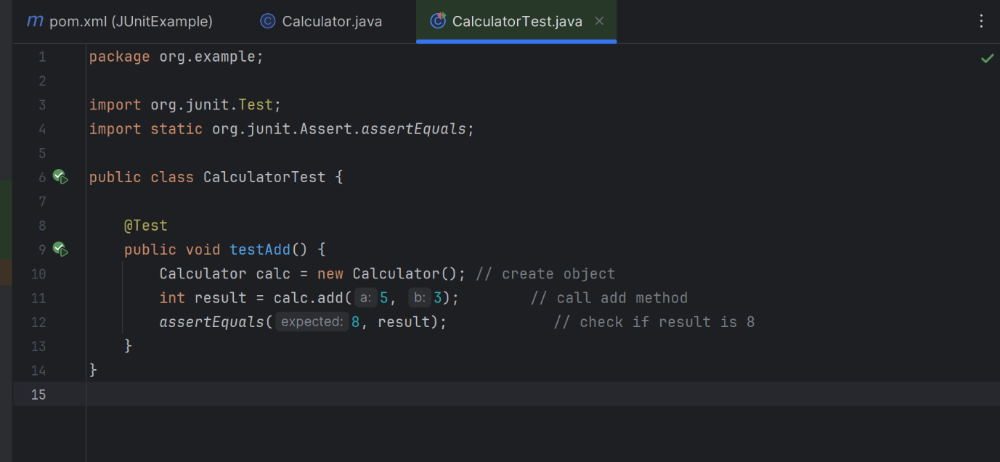 m pom.xml (JUnitExample) C Calculator.java C CalculatorTest.java
1 package org.example;
2
3 import org.junit.Test;
4 import static org.junit.Assert.assertEquals;
5
6 public class CalculatorTest {
7
8 @Test
9 public void testAdd() {
10 Calculator calc = new Calculator(); // create object
11 int result = calc.add( a: 5, b: 3); // call add method
12 assertEquals( expected: 8, result); // check if result is 8
13 }
14 }
15